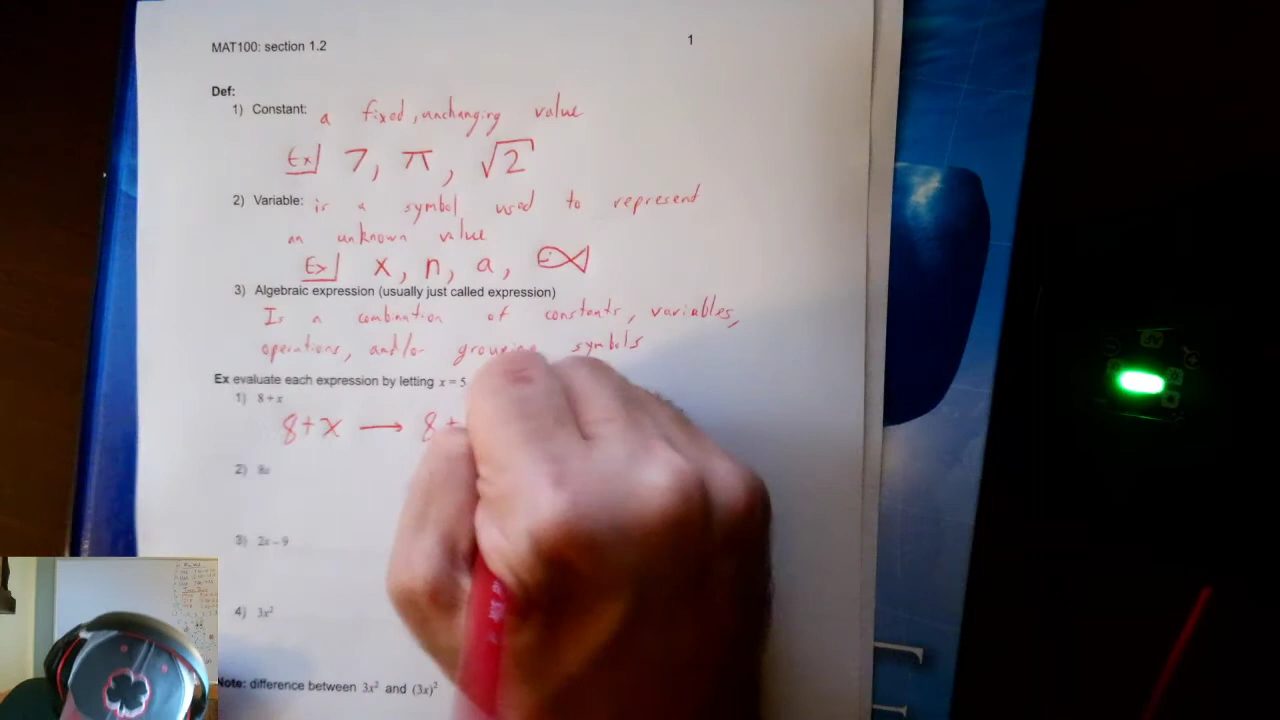 MAT100: section 1.2
1
Def:
1) Constant: a fixed, unchanging value
Ex] 7, π, √2
2) Variable: is a symbol used to represent
an unknown value
Ex] x, n, a,
3) Algebraic expression (usually just called expression)
Is a combination of constants, variables,
operations, and/or grouping symbols
Ex evaluate each expression by letting x = 5
1) 8 + x
8+x → 8+
2) 8x
3) 2x − 9
4) 3x²
Note: difference between 3x² and (3x)²